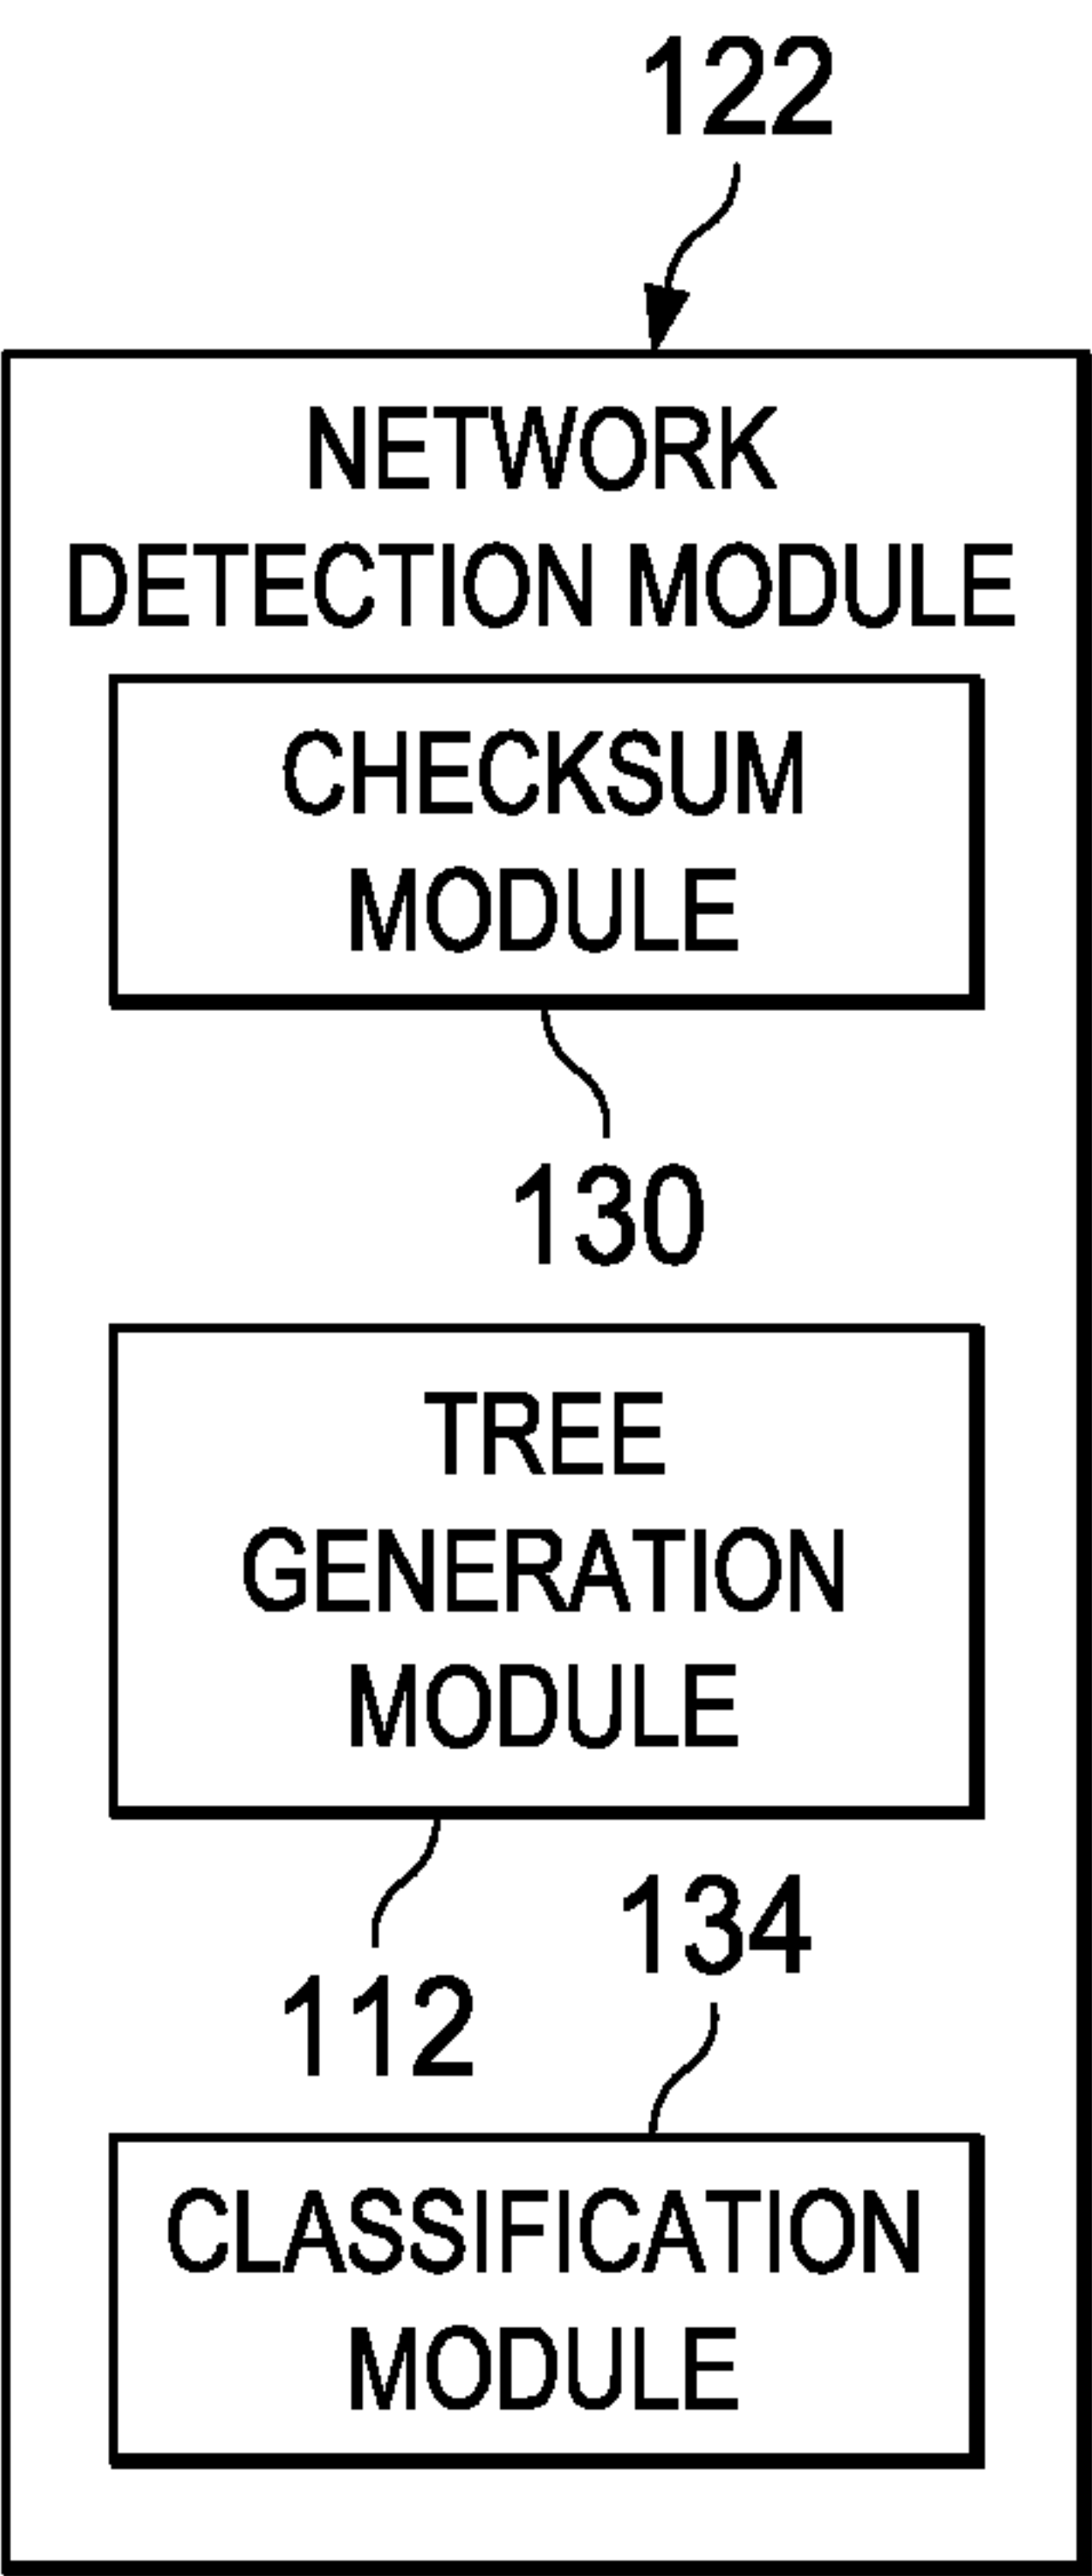 122
NETWORK
DETECTION MODULE
CHECKSUM
MODULE
130
TREE
GENERATION
MODULE
112
134
CLASSIFICATION
MODULE